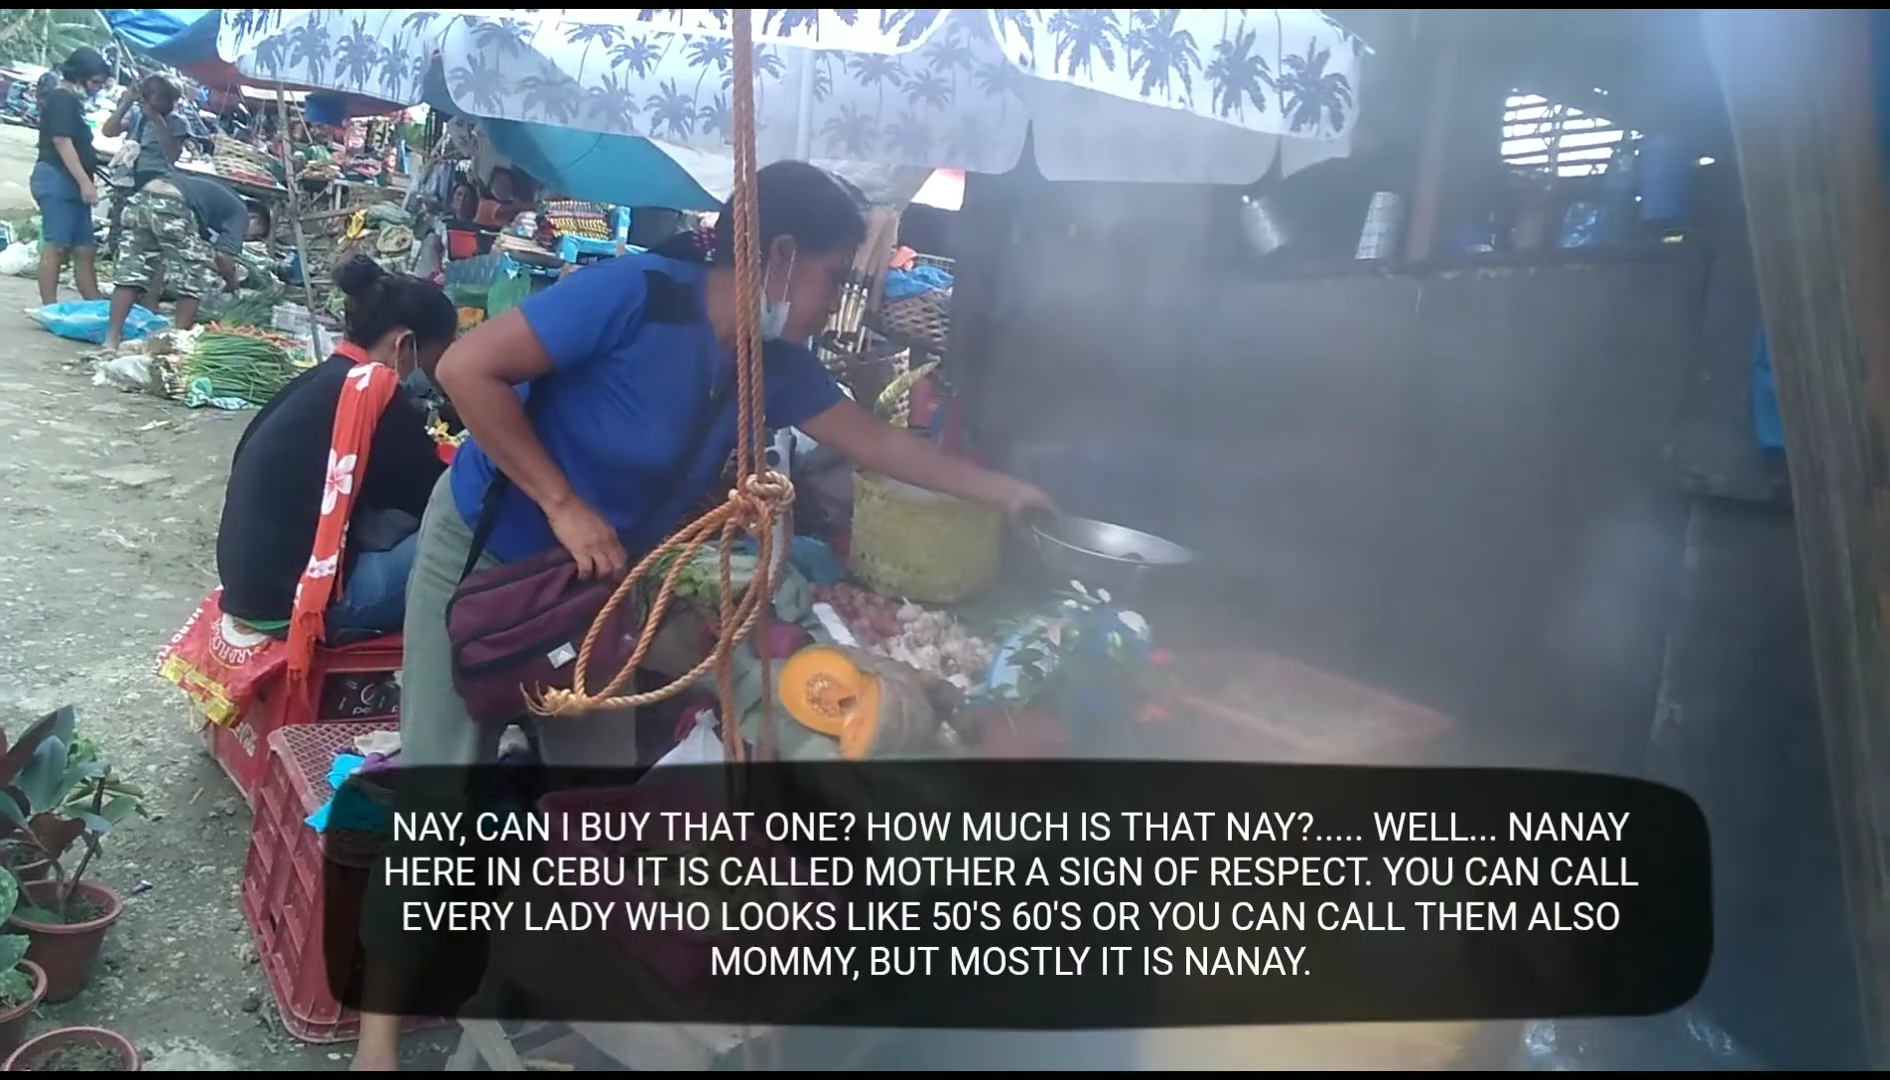 NAY, CAN I BUY THAT ONE? HOW MUCH IS THAT NAY?..... WELL... NANAY
HERE IN CEBU IT IS CALLED MOTHER A SIGN OF RESPECT. YOU CAN CALL
EVERY LADY WHO LOOKS LIKE 50'S 60'S OR YOU CAN CALL THEM ALSO
MOMMY, BUT MOSTLY IT IS NANAY.